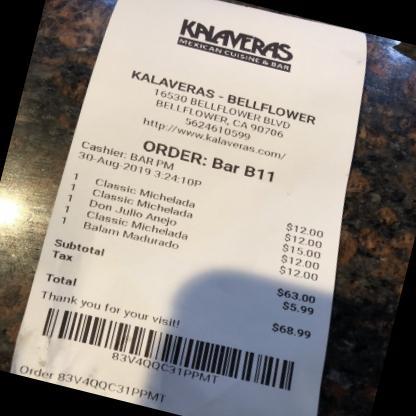 KALAVERAS
MEXICAN CUISINE & BAR
KALAVERAS - BELLFLOWER
16530 BELLFLOWER BLVD
BELLFLOWER, CA 90706
5624610599
http://www.kalaveras.com/
ORDER: Bar B11
Cashier: BAR PM
30-Aug-2019 3:24:10P
1 Classic Michelada $12.00
1 Classic Michelada $12.00
1 Don Julio Anejo $15.00
1 Classic Michelada $12.00
1 Balam Madurado $12.00
Subtotal $63.00
Tax $5.99
Total $68.99
Thank you for your visit!
83V4QQC31PPMT
Order 83V4QQC31PPMT